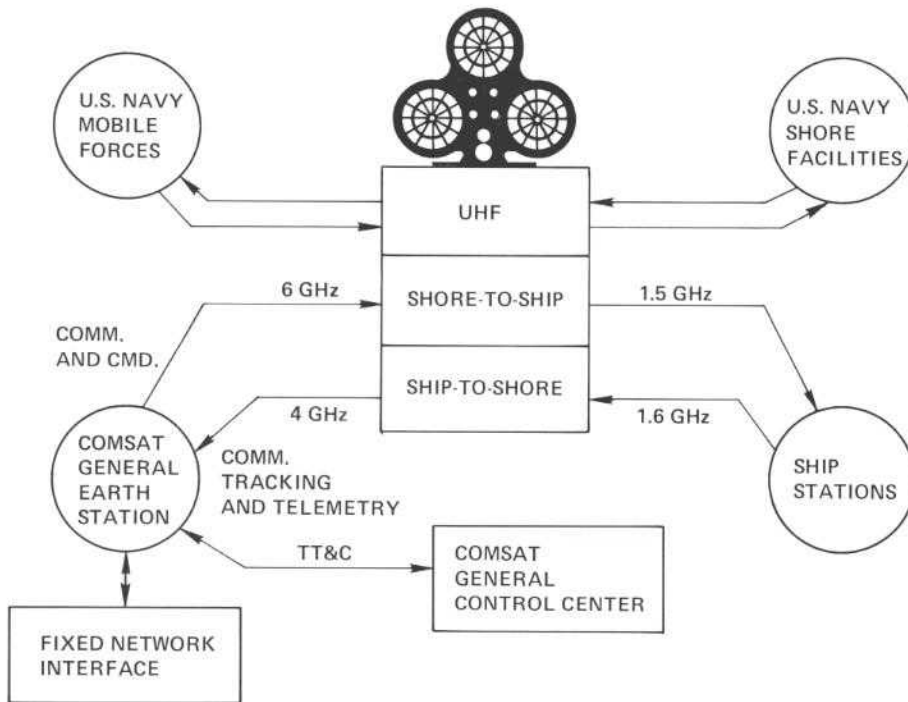 U.S. NAVY
MOBILE
FORCES
U.S. NAVY
SHORE
FACILITIES
UHF
6 GHz
SHORE-TO-SHIP
1.5 GHz
COMM.
AND CMD.
SHIP-TO-SHORE
4 GHz
1.6 GHz
COMSAT
GENERAL
EARTH
STATION
COMM.
TRACKING
AND TELEMETRY
SHIP
STATIONS
TT&C
COMSAT
GENERAL
CONTROL CENTER
FIXED NETWORK
INTERFACE